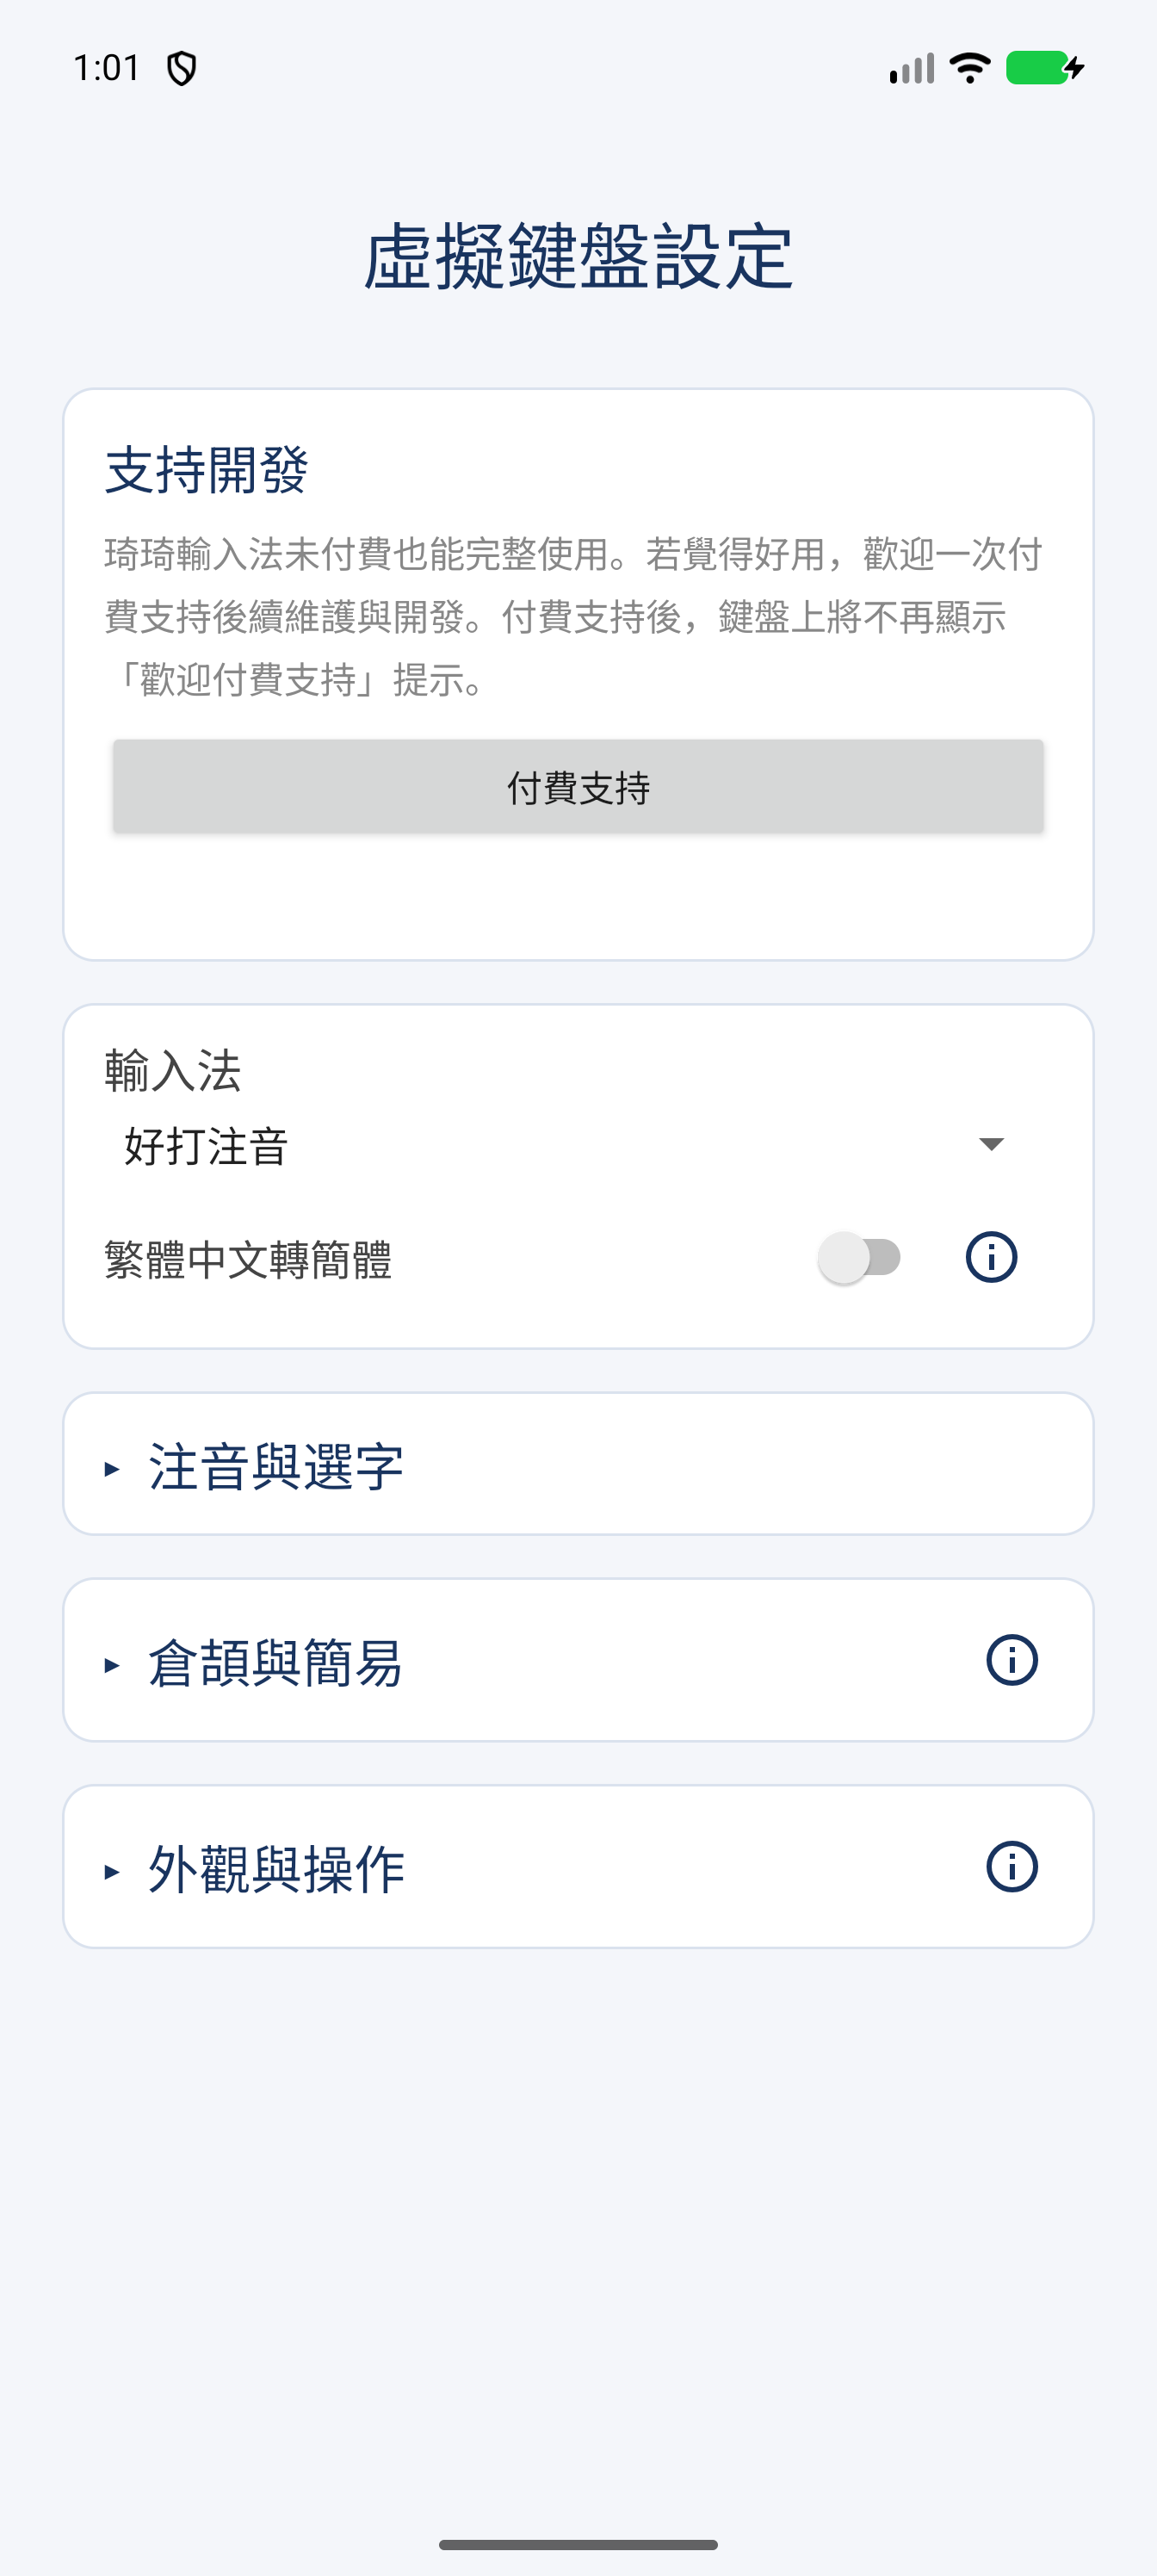 1:01
虛擬鍵盤設定
支持開發
琦琦輸入法未付費也能完整使用。若覺得好用，歡迎一次付
費支持後續維護與開發。付費支持後，鍵盤上將不再顯示
「歡迎付費支持」提示。
付費支持
輸入法
好打注音
繁體中文轉簡體
▸ 注音與選字
▸ 倉頡與簡易
▸ 外觀與操作